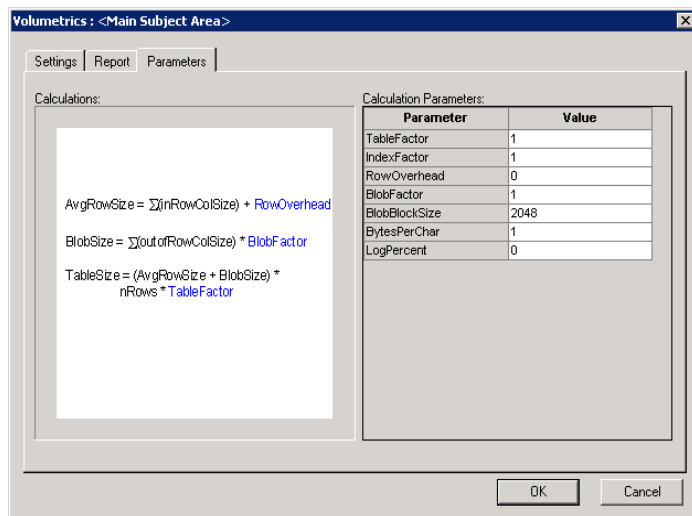 Volumetrics : <Main Subject Area>
Settings Report Parameters
Calculations:
AvgRowSize = ∑(inRowColSize) + RowOverhead
BlobSize = ∑(outofRowColSize) * BlobFactor
TableSize = (AvgRowSize + BlobSize) *
nRows * TableFactor
Calculation Parameters:
Parameter Value
TableFactor 1
IndexFactor 1
RowOverhead 0
BlobFactor 1
BlobBlockSize 2048
BytesPerChar 1
LogPercent 0
OK Cancel